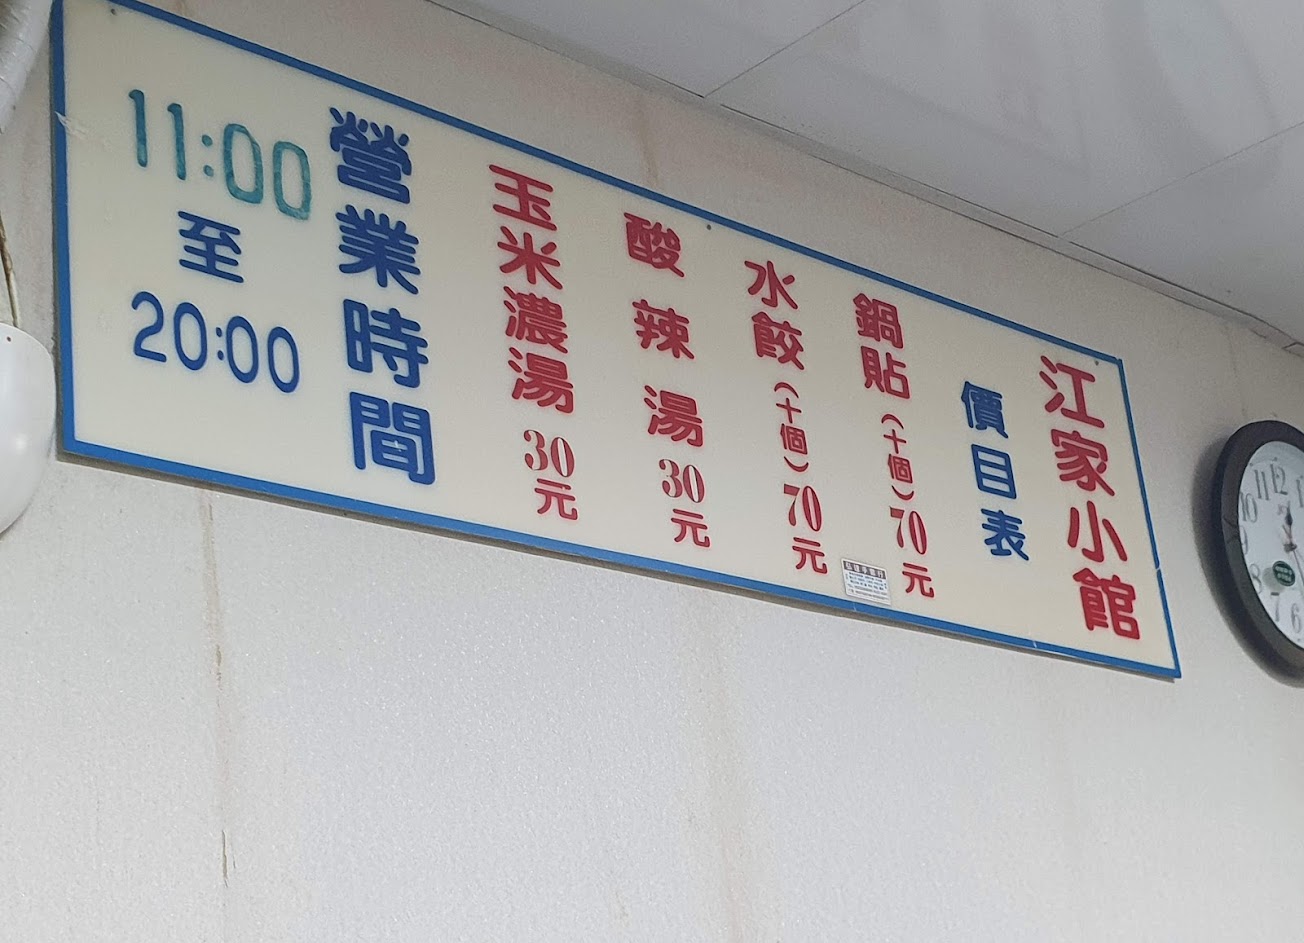 江家小館
價目表
鍋貼(十個)70元
水餃(十個)70元
酸辣湯30元
玉米濃湯30元
營業時間
11:00
至
20:00